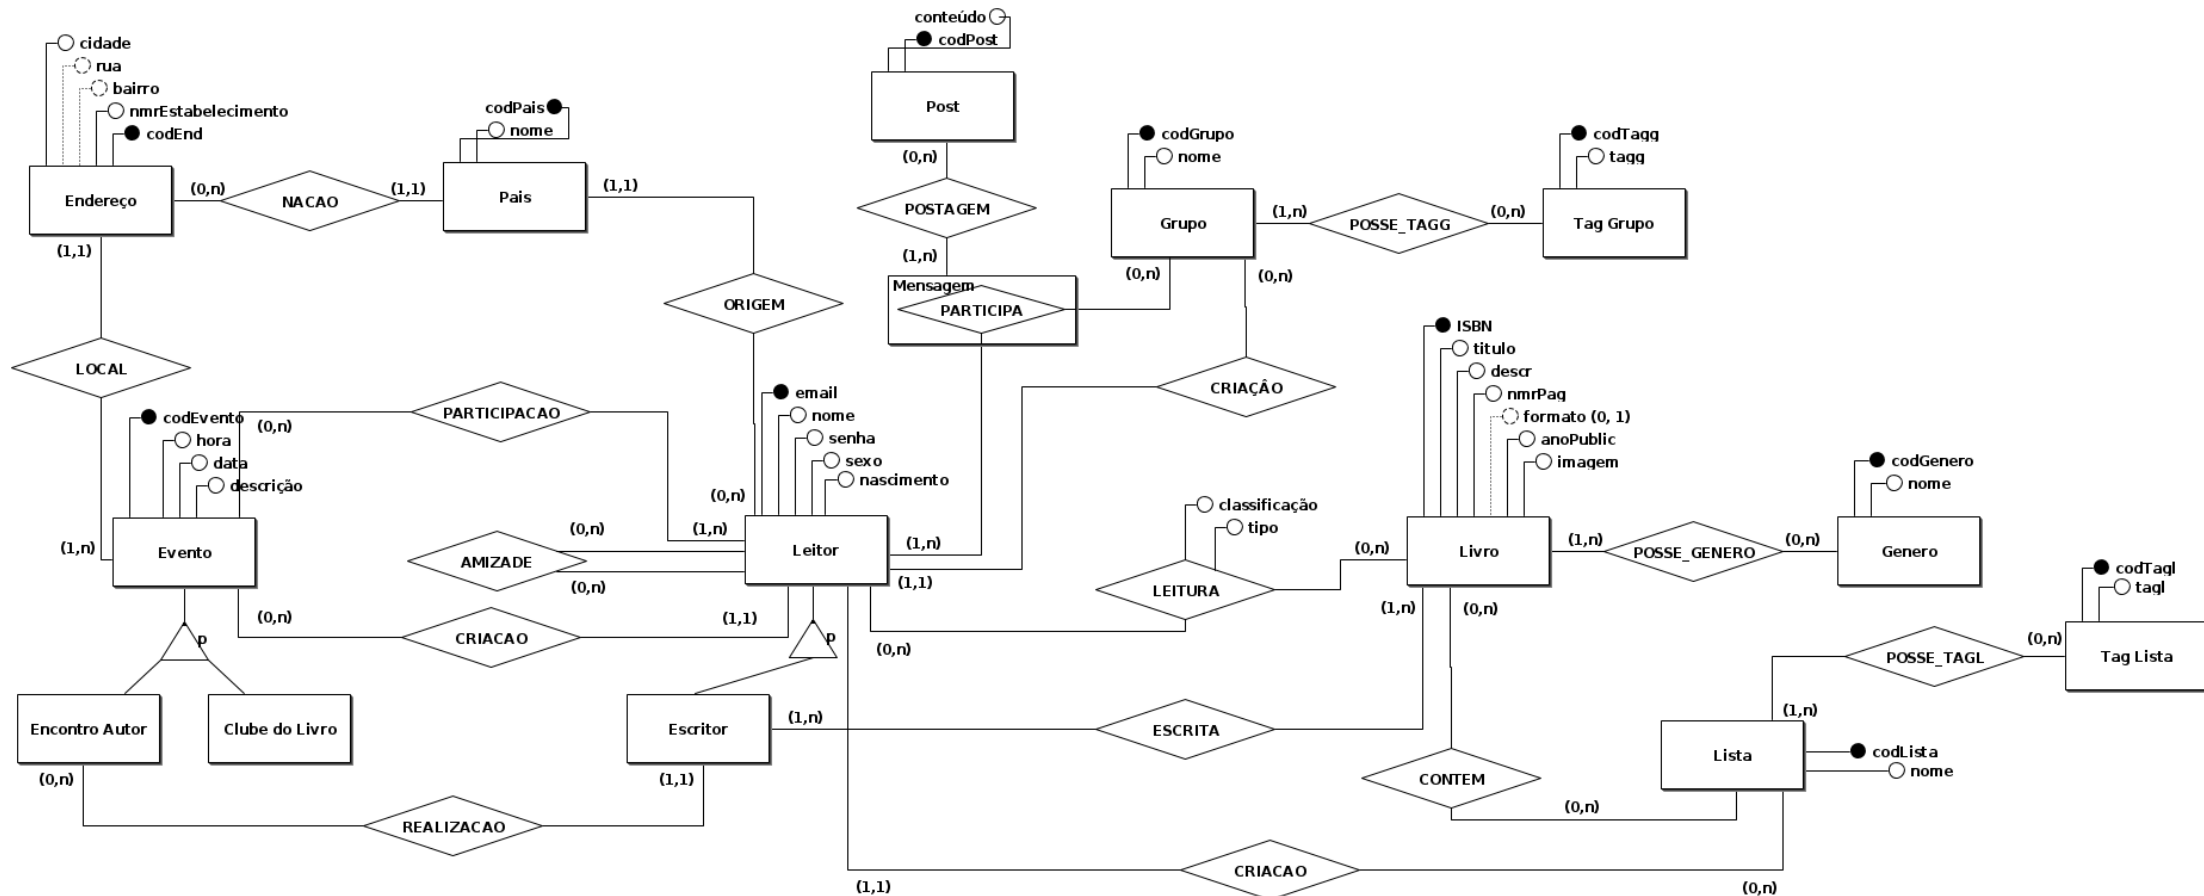 conteúdo
codPost
Post
(0,n)
POSTAGEM
(1,n)
Mensagem
PARTICIPA
cidade
rua
bairro
nmrEstabelecimento
codEnd
Endereço
(0,n)
NACAO
(1,1)
codPais
nome
Pais
(1,1)
ORIGEM
(0,n)
(1,1)
LOCAL
(1,n)
codGrupo
nome
Grupo
(0,n)
(0,n)
(1,n)
POSSE_TAGG
(0,n)
codTagg
tagg
Tag Grupo
CRIAÇÂO
(1,1)
(1,n)
codEvento
hora
data
descrição
Evento
(0,n)
PARTICIPACAO
(1,n)
email
nome
senha
sexo
nascimento
Leitor
(0,n)
AMIZADE
(0,n)
(0,n)
CRIACAO
(1,1)
p
p
Encontro Autor
Clube do Livro
(0,n)
REALIZACAO
(1,1)
Escritor
(1,n)
ESCRITA
(1,n)
classificação
tipo
LEITURA
(0,n)
(0,n)
ISBN
titulo
descr
nmrPag
formato (0, 1)
anoPublic
imagem
Livro
(1,n)
POSSE_GENERO
(0,n)
codGenero
nome
Genero
(0,n)
CONTEM
(0,n)
codTagl
tagl
Tag Lista
(0,n)
POSSE_TAGL
(1,n)
Lista
codLista
nome
(1,1)
CRIACAO
(0,n)